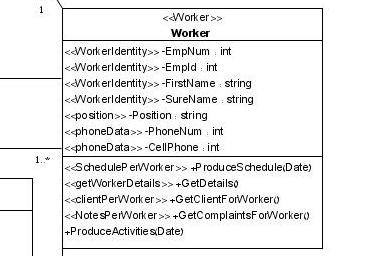 1
<<Worker>>
Worker
<<WorkerIdentity>> -EmpNum : int
<<WorkerIdentity>> -EmpId : int
<<WorkerIdentity>> -FirstName : string
<<WorkerIdentity>> -SureName : string
<<position>> -Position : string
<<phoneData>> -PhoneNum : int
<<phoneData>> -CellPhone : int
1..*
<<SchedulePerWorker>> +ProduceSchedule(Date)
<<getWorkerDetails>> +GetDetails()
<<clientPerWorker>> +GetClientForWorker()
<<NotesPerWorker>> +GetComplaintsForWorker()
+ProduceActivities(Date)